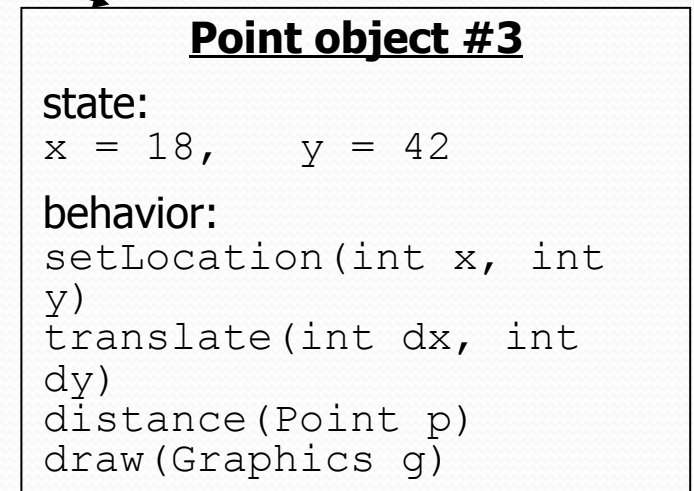 Point object #3
state:
x = 18,   y = 42
behavior:
setLocation(int x, int
y)
translate(int dx, int
dy)
distance(Point p)
draw(Graphics g)